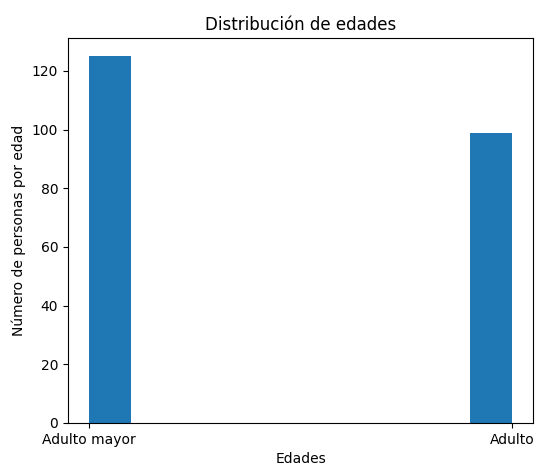 Distribución de edades
Número de personas por edad
120
100
80
60
40
20
0
Adulto mayor
Adulto
Edades